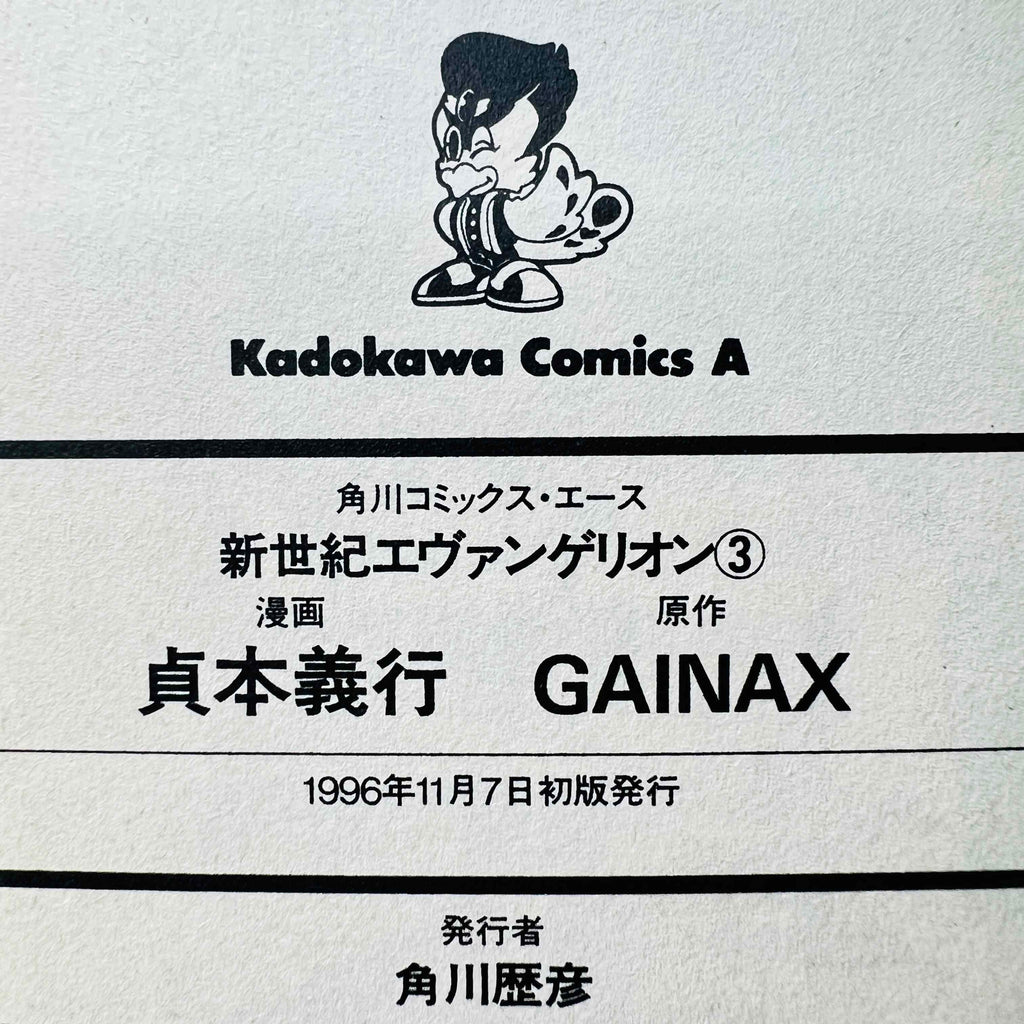 Kadokawa Comics A
角川コミックス・エース
新世紀エヴァンゲリオン③
漫画 原作
貞本義行 GAINAX
1996年11月7日初版発行
発行者
角川歴彦